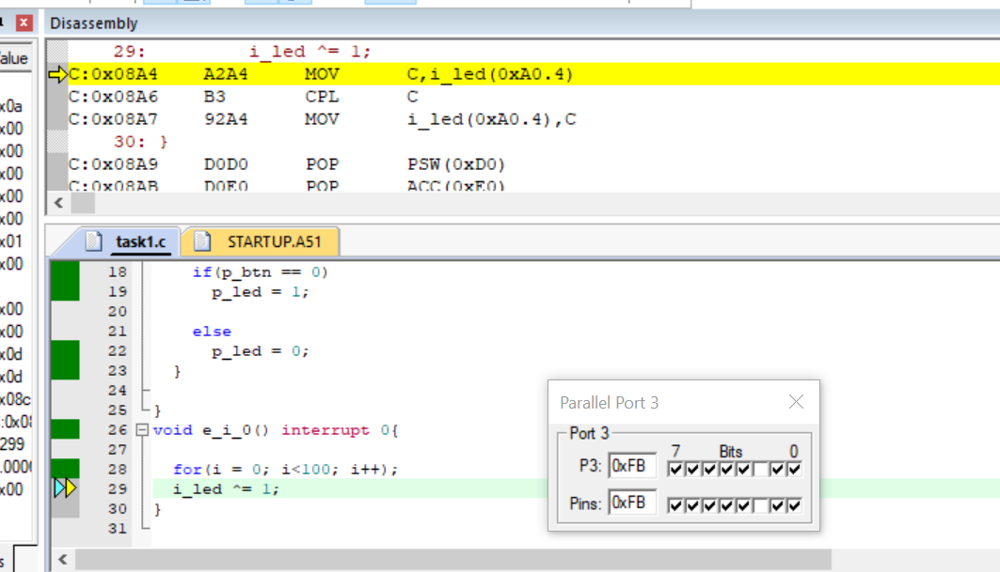 Disassembly
alue
29: i_led ^= 1;
C:0x08A4 A2A4 MOV C,i_led(0xA0.4)
C:0x08A6 B3 CPL C
C:0x08A7 92A4 MOV i_led(0xA0.4),C
30: }
C:0x08A9 D0D0 POP PSW(0xD0)
C:0x08AB D0E0 POP ACC(0xE0)
x0a
x00
x00
x00
x00
x00
x01
x00
x00
x00
x0d
x0d
x08c
:0x08
299
.0000
x00
task1.c STARTUP.A51
18 if(p_btn == 0)
19 p_led = 1;
20
21 else
22 p_led = 0;
23 }
24
25 }
26 void e_i_0() interrupt 0{
27
28 for(i = 0; i<100; i++);
29 i_led ^= 1;
30 }
31
Parallel Port 3
Port 3
7 Bits 0
P3: 0xFB
Pins: 0xFB